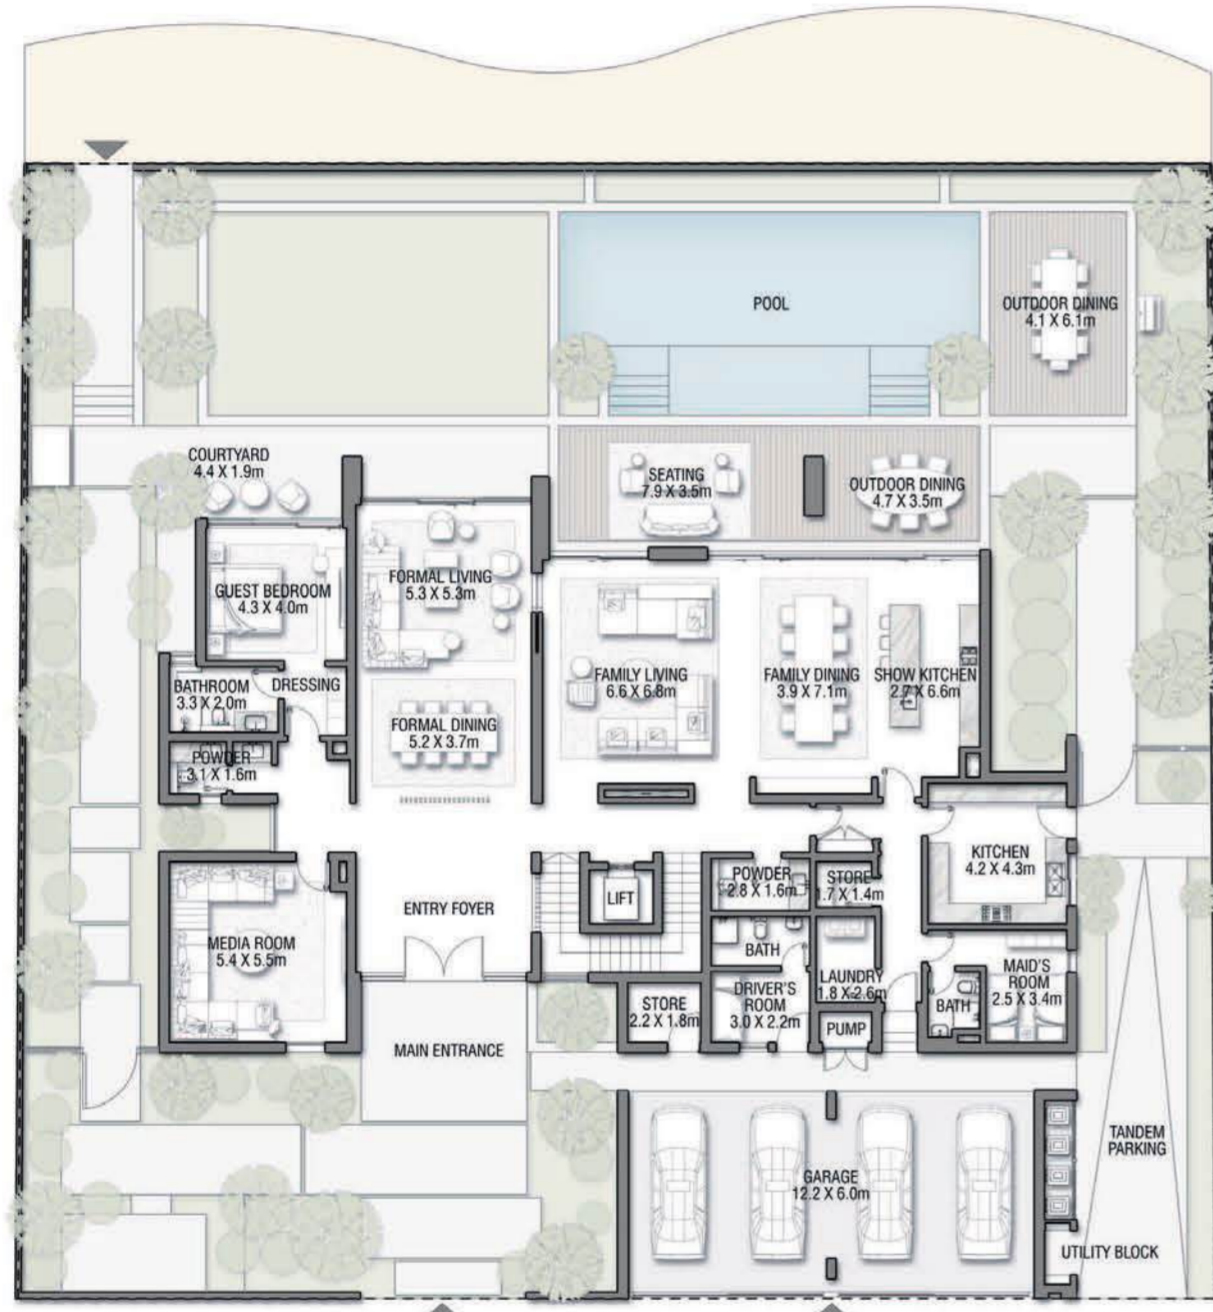 POOL
OUTDOOR DINING
4.1 X 6.1m
COURTYARD
4.4 X 1.9m
SEATING
7.9 X 3.5m
OUTDOOR DINING
4.7 X 3.5m
GUEST BEDROOM
4.3 X 4.0m
FORMAL LIVING
5.3 X 5.3m
FAMILY LIVING
6.6 X 6.8m
FAMILY DINING
3.9 X 7.1m
SHOW KITCHEN
2.7 X 6.6m
BATHROOM
3.3 X 2.0m
DRESSING
FORMAL DINING
5.2 X 3.7m
POWDER
3.1 X 1.6m
KITCHEN
4.2 X 4.3m
POWDER
2.8 X 1.6m
STORE
1.7 X 1.4m
LIFT
ENTRY FOYER
MEDIA ROOM
5.4 X 5.5m
BATH
LAUNDRY
1.8 X 2.6m
MAID'S
ROOM
2.5 X 3.4m
STORE
2.2 X 1.8m
DRIVER'S
ROOM
3.0 X 2.2m
BATH
PUMP
MAIN ENTRANCE
TANDEM
PARKING
GARAGE
12.2 X 6.0m
UTILITY BLOCK